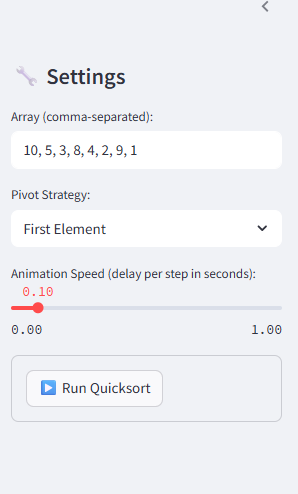 Settings
Array (comma-separated):
10, 5, 3, 8, 4, 2, 9, 1
Pivot Strategy:
First Element
Animation Speed (delay per step in seconds):
0.10
0.00 1.00
Run Quicksort